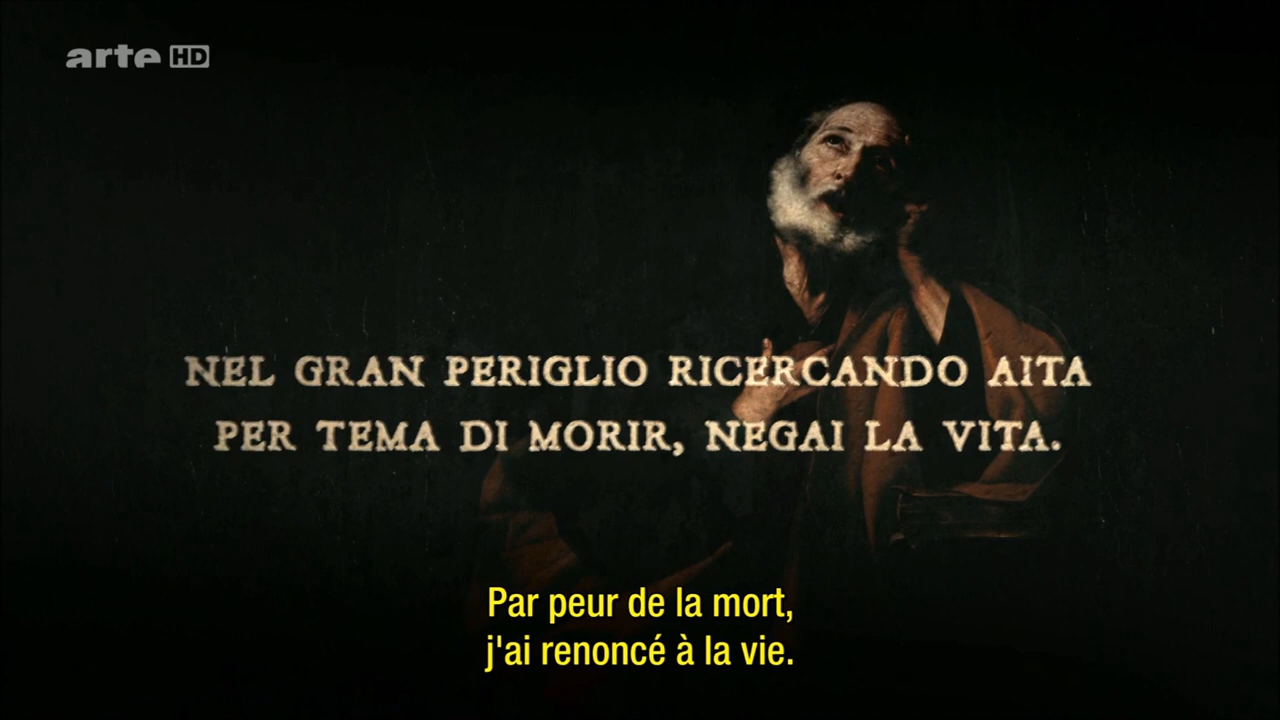 arte HD
NEL GRAN PERIGLIO RICERCANDO AITA
PER TEMA DI MORIR, NEGAI LA VITA.
Par peur de la mort,
j'ai renoncé à la vie.